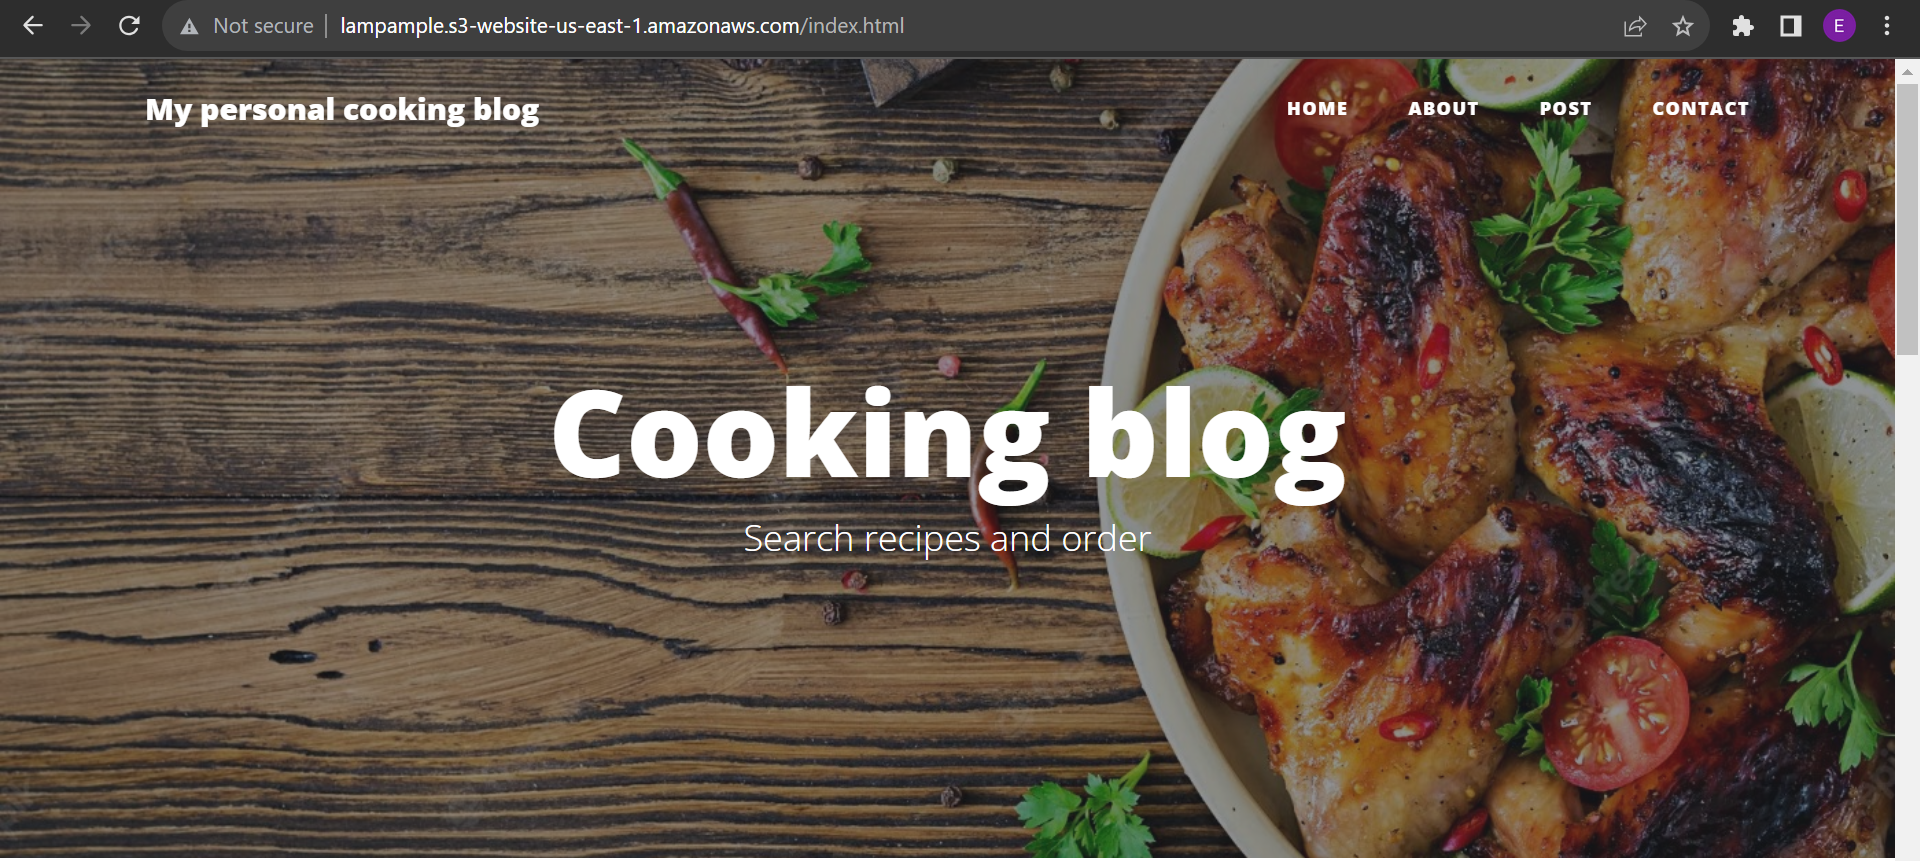 Not secure | lampample.s3-website-us-east-1.amazonaws.com/index.html
E
My personal cooking blog
HOME ABOUT POST CONTACT
Cooking blog
Search recipes and order